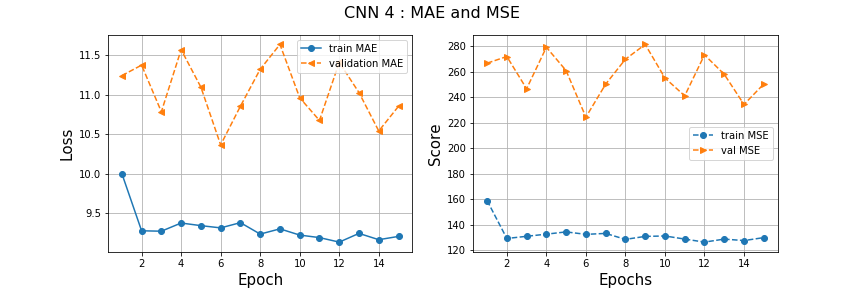 CNN 4 : MAE and MSE
Loss
11.5
11.0
10.5
10.0
9.5
2 4 6 8 10 12 14
Epoch
train MAE
validation MAE
Score
280
260
240
220
200
180
160
140
120
2 4 6 8 10 12 14
Epochs
train MSE
val MSE